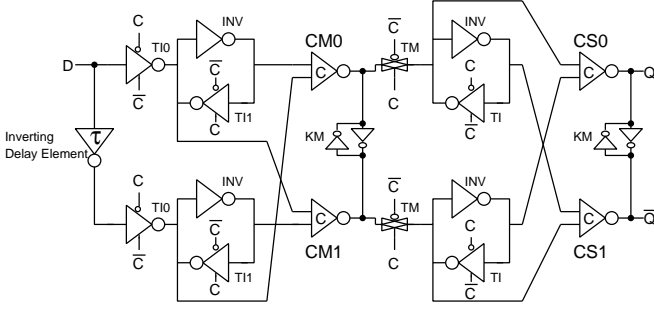 C
TI0
D
C̅
INV
C̅
C
TI1
CM0
C
C̅
TM
C
INV
C
TI
C̅
CS0
C
Q
Inverting
Delay Element
τ
KM
KM
C
TI0
C̅
INV
C̅
C
TI1
C
CM1
C̅
TM
C
INV
C
TI
C̅
C
CS1
Q̅